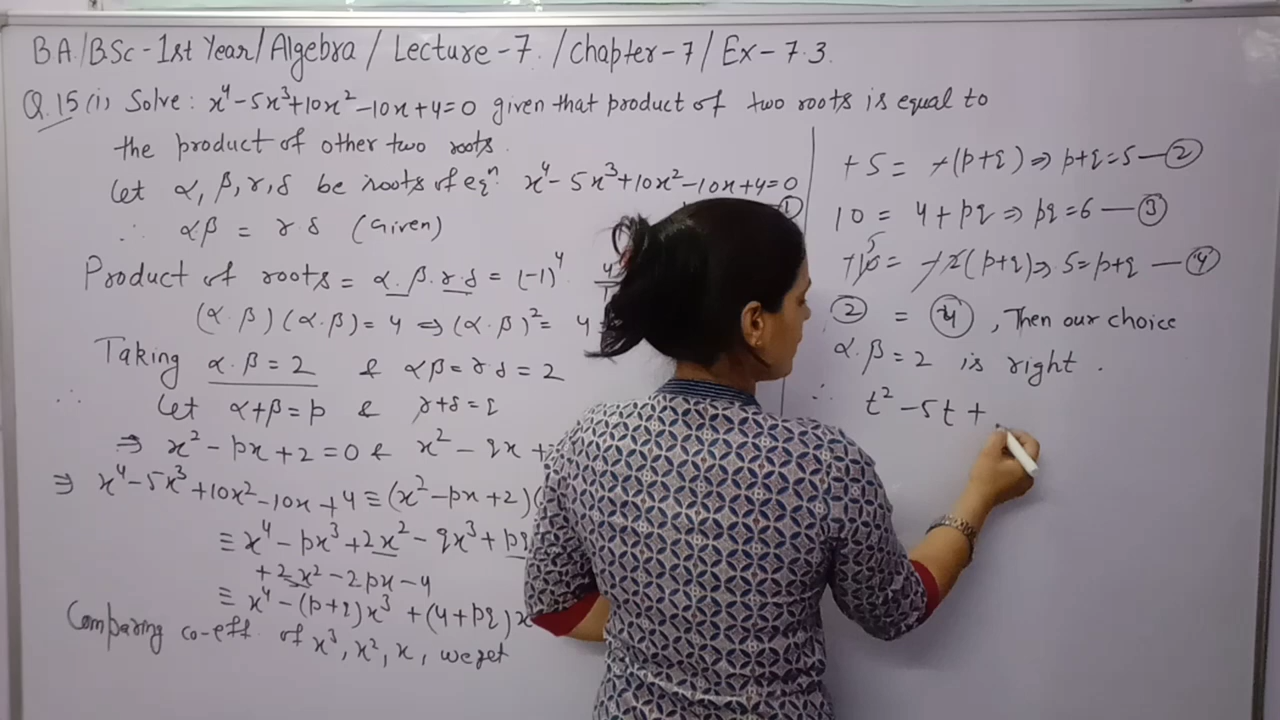 B.A./B.Sc - 1st Year/ Algebra / Lecture - 7. / Chapter - 7 / Ex - 7.3.
Q.15 (i) Solve: x⁴ - 5x³ + 10x² - 10x + 4 = 0 given that product of two roots is equal to
the product of other two roots.
Let α, β, γ, δ be roots of eqⁿ x⁴ - 5x³ + 10x² - 10x + 4 = 0
①
∴ αβ = γ.δ (Given)
Product of roots = α.β.γ.δ = (-1)⁴ 4
(α.β)(α.β) = 4 ⇒ (α.β)² = 4
Taking α.β = 2 & αβ = γ.δ = 2
∴ Let α+β = p & γ+δ = q
⇒ x² - px + 2 = 0 & x² - qx +
⇒ x⁴ - 5x³ + 10x² - 10x + 4 ≡ (x² - px + 2)(
≡ x⁴ - px³ + 2x² - qx³ + pq
+ 2x² - 2px - 4
≡ x⁴ - (p+q)x³ + (4+pq)x
Comparing co-eff. of x³, x², x, we get
+5 = -(p+q) ⇒ p+q = 5 — ②
10 = 4 + pq ⇒ pq = 6 — ③
5
+10 = -2(p+q) ⇒ 5 = p+q — ④
② = ④, Then our choice
α.β = 2 is right.
∴ t² - 5t +